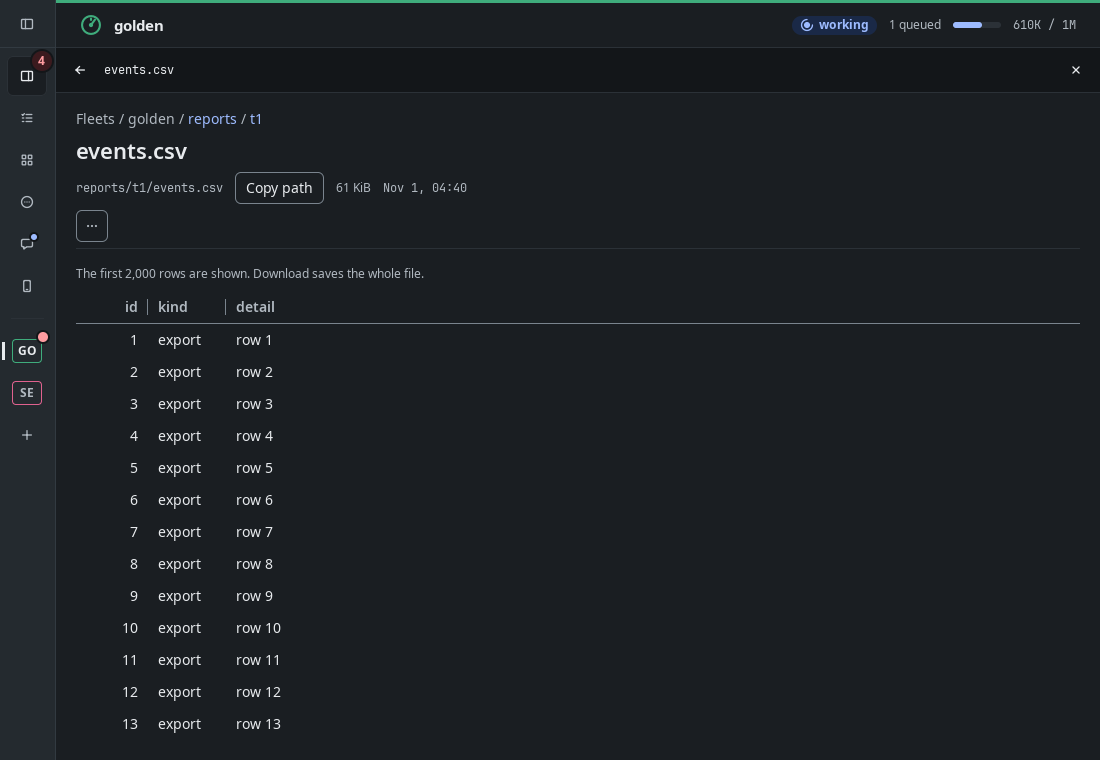 golden
working
1 queued
610K / 1M
4
events.csv
Fleets / golden / reports / t1
events.csv
reports/t1/events.csv
Copy path
61 KiB
Nov 1, 04:40
···
The first 2,000 rows are shown. Download saves the whole file.
id kind detail
1 export row 1
2 export row 2
3 export row 3
4 export row 4
5 export row 5
6 export row 6
7 export row 7
8 export row 8
9 export row 9
10 export row 10
11 export row 11
12 export row 12
13 export row 13
GO
SE